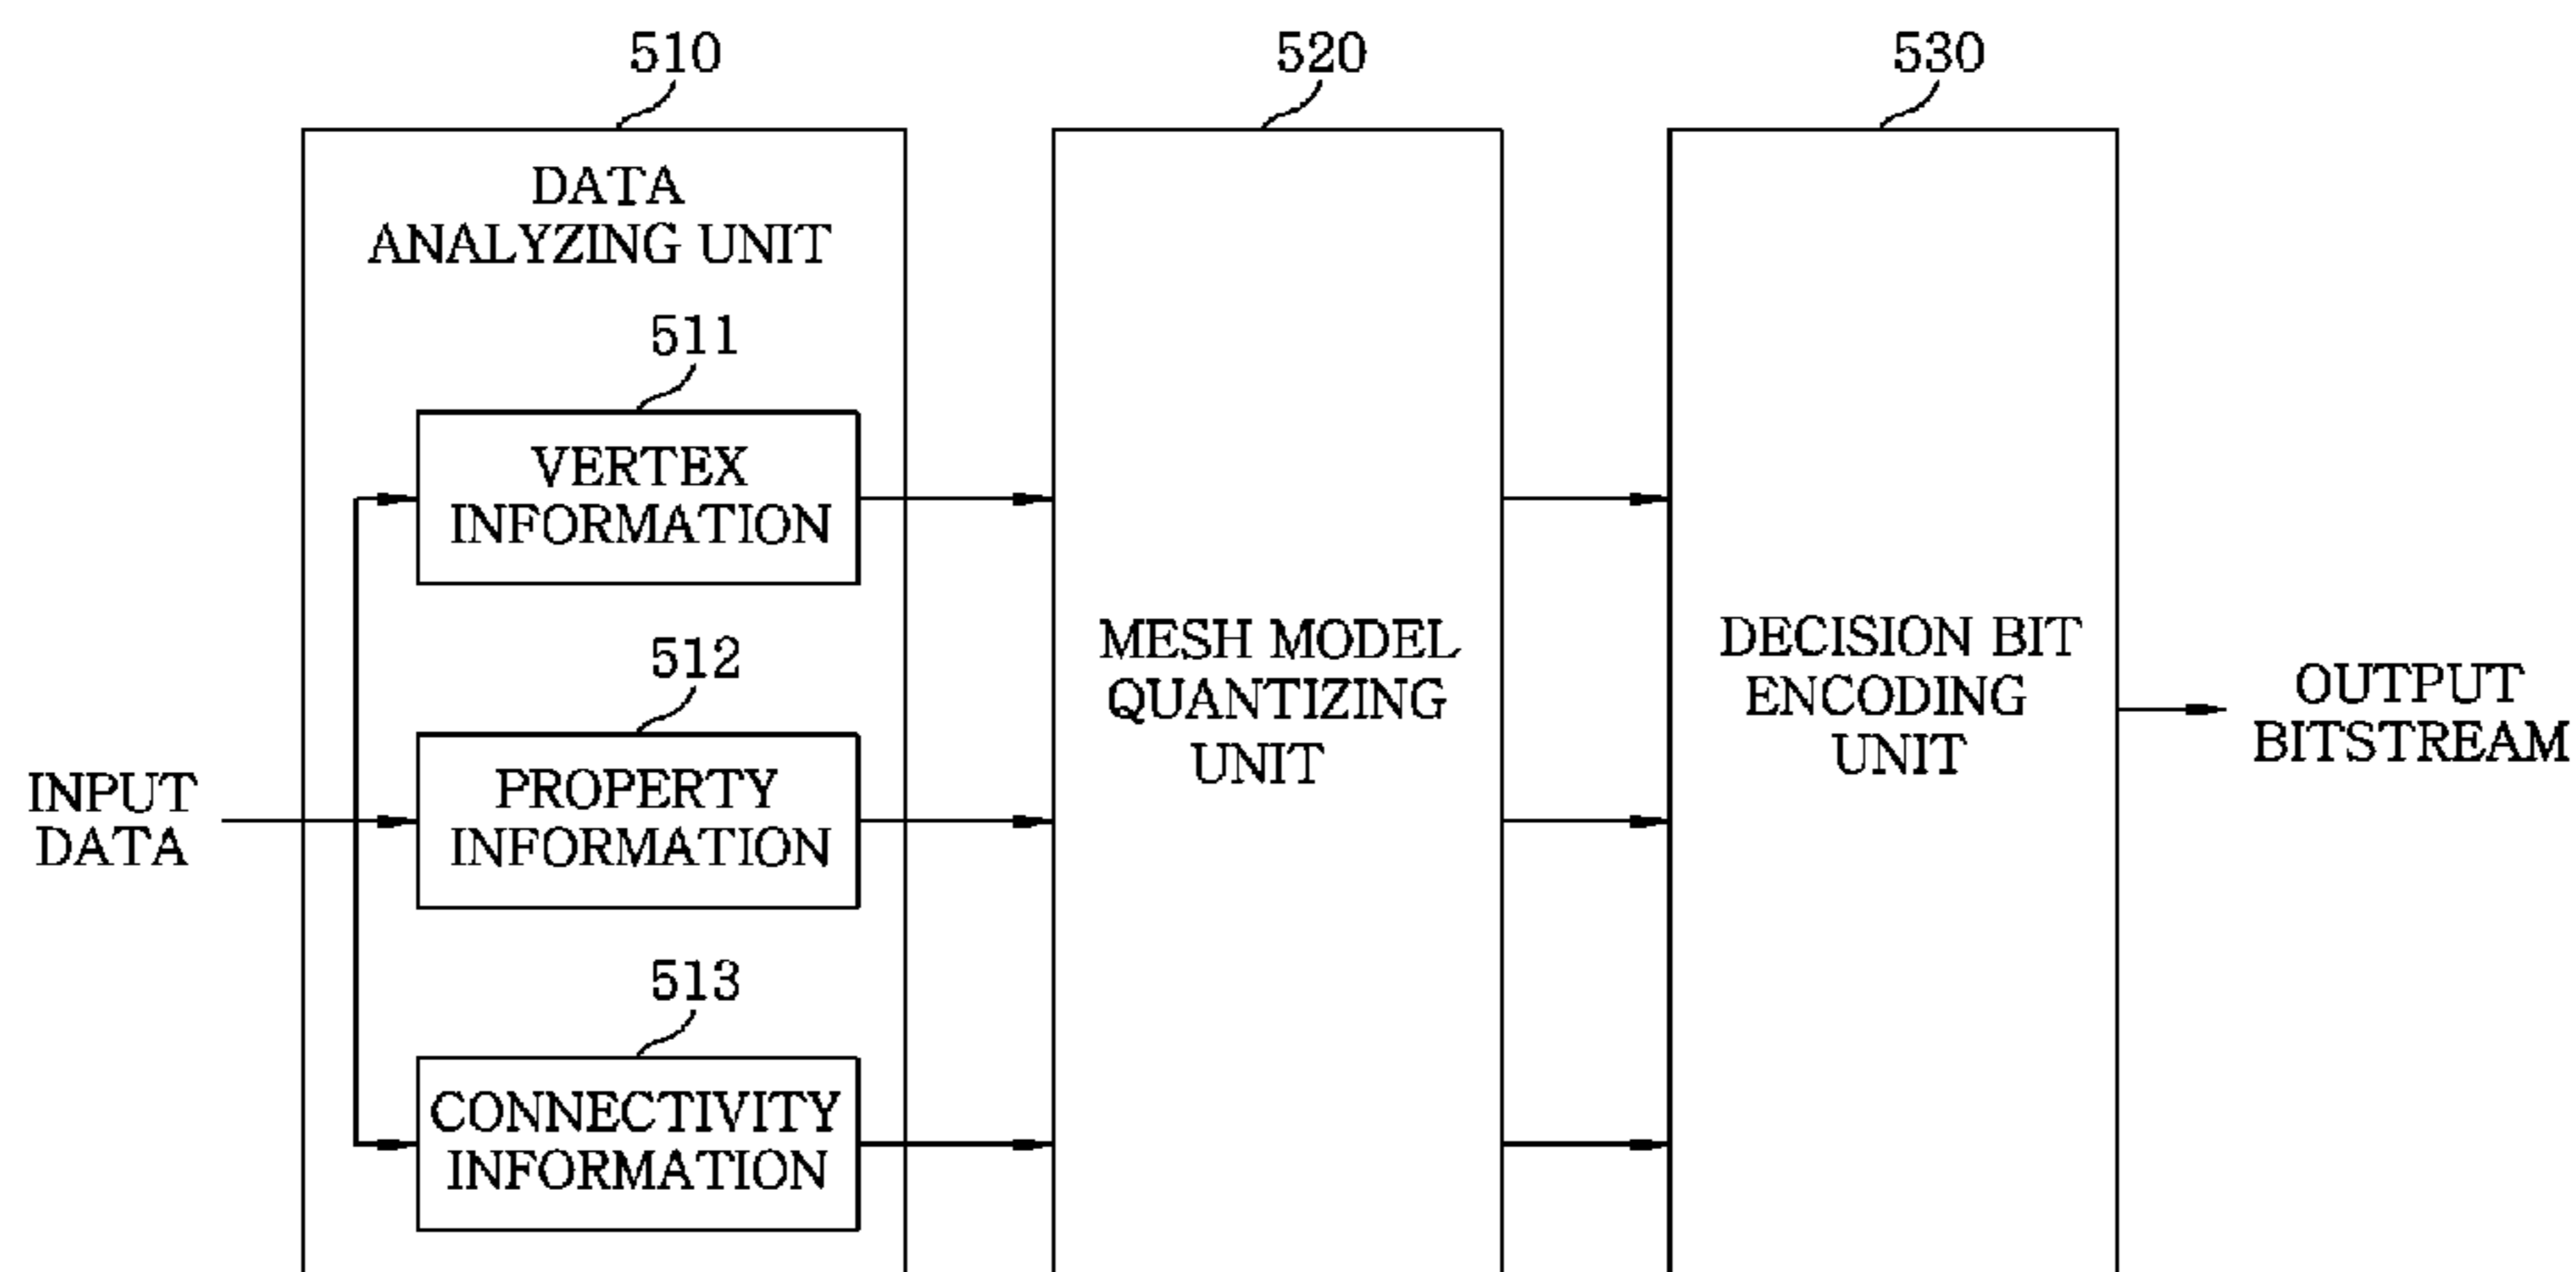 510
520
530
DATA
ANALYZING UNIT
511
VERTEX
INFORMATION
512
PROPERTY
INFORMATION
513
CONNECTIVITY
INFORMATION
INPUT
DATA
MESH MODEL
QUANTIZING
UNIT
DECISION BIT
ENCODING
UNIT
OUTPUT
BITSTREAM